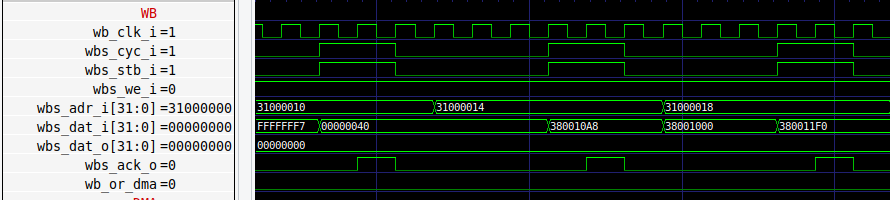 WB
wb_clk_i=1
wbs_cyc_i=1
wbs_stb_i=1
wbs_we_i=0
wbs_adr_i[31:0]=31000000 31000010 31000014 31000018
wbs_dat_i[31:0]=00000000 FFFFFFF7 00000040 380010A8 38001000 380011F0
wbs_dat_o[31:0]=00000000 00000000
wbs_ack_o=0
wb_or_dma=0